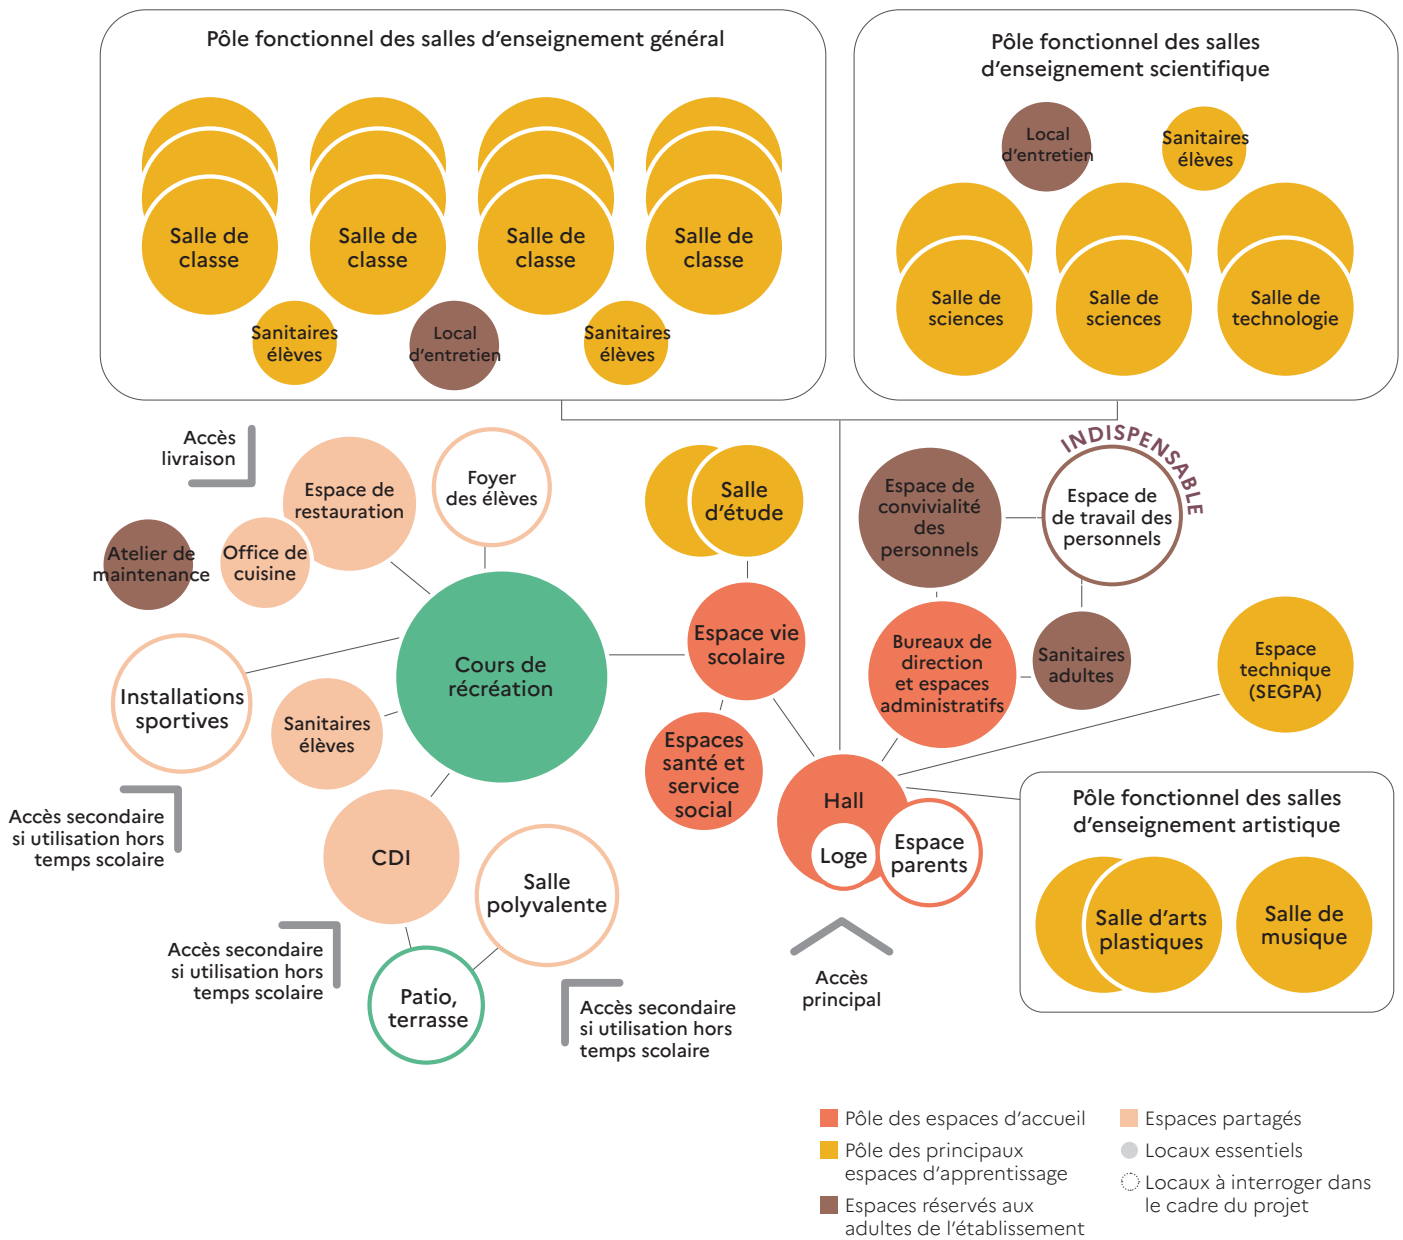 Pôle fonctionnel des salles d'enseignement général
Salle de
classe
Salle de
classe
Salle de
classe
Salle de
classe
Sanitaires
élèves
Local
d'entretien
Sanitaires
élèves
Pôle fonctionnel des salles
d'enseignement scientifique
Local
d'entretien
Sanitaires
élèves
Salle de
sciences
Salle de
sciences
Salle de
technologie
Accès
livraison
Espace de
restauration
Foyer
des élèves
Atelier de
maintenance
Office de
cuisine
Salle
d'étude
Espace de
convivialité
des
personnels
INDISPENSABLE
Espace de
de travail des
personnels
Installations
sportives
Sanitaires
élèves
Cours de
récréation
Espace vie
scolaire
Bureaux de
direction
et espaces
administratifs
Sanitaires
adultes
Espace
technique
(SEGPA)
Espaces
santé et
service
social
Accès secondaire
si utilisation hors
temps scolaire
CDI
Salle
polyvalente
Hall
Loge
Espace
parents
Pôle fonctionnel des salles
d'enseignement artistique
Salle d'arts
plastiques
Salle de
musique
Accès secondaire
si utilisation hors
temps scolaire
Patio,
terrasse
Accès secondaire
si utilisation hors
temps scolaire
Accès
principal
Pôle des espaces d'accueil
Pôle des principaux
espaces d'apprentissage
Espaces réservés aux
adultes de l'établissement
Espaces partagés
Locaux essentiels
Locaux à interroger dans
le cadre du projet